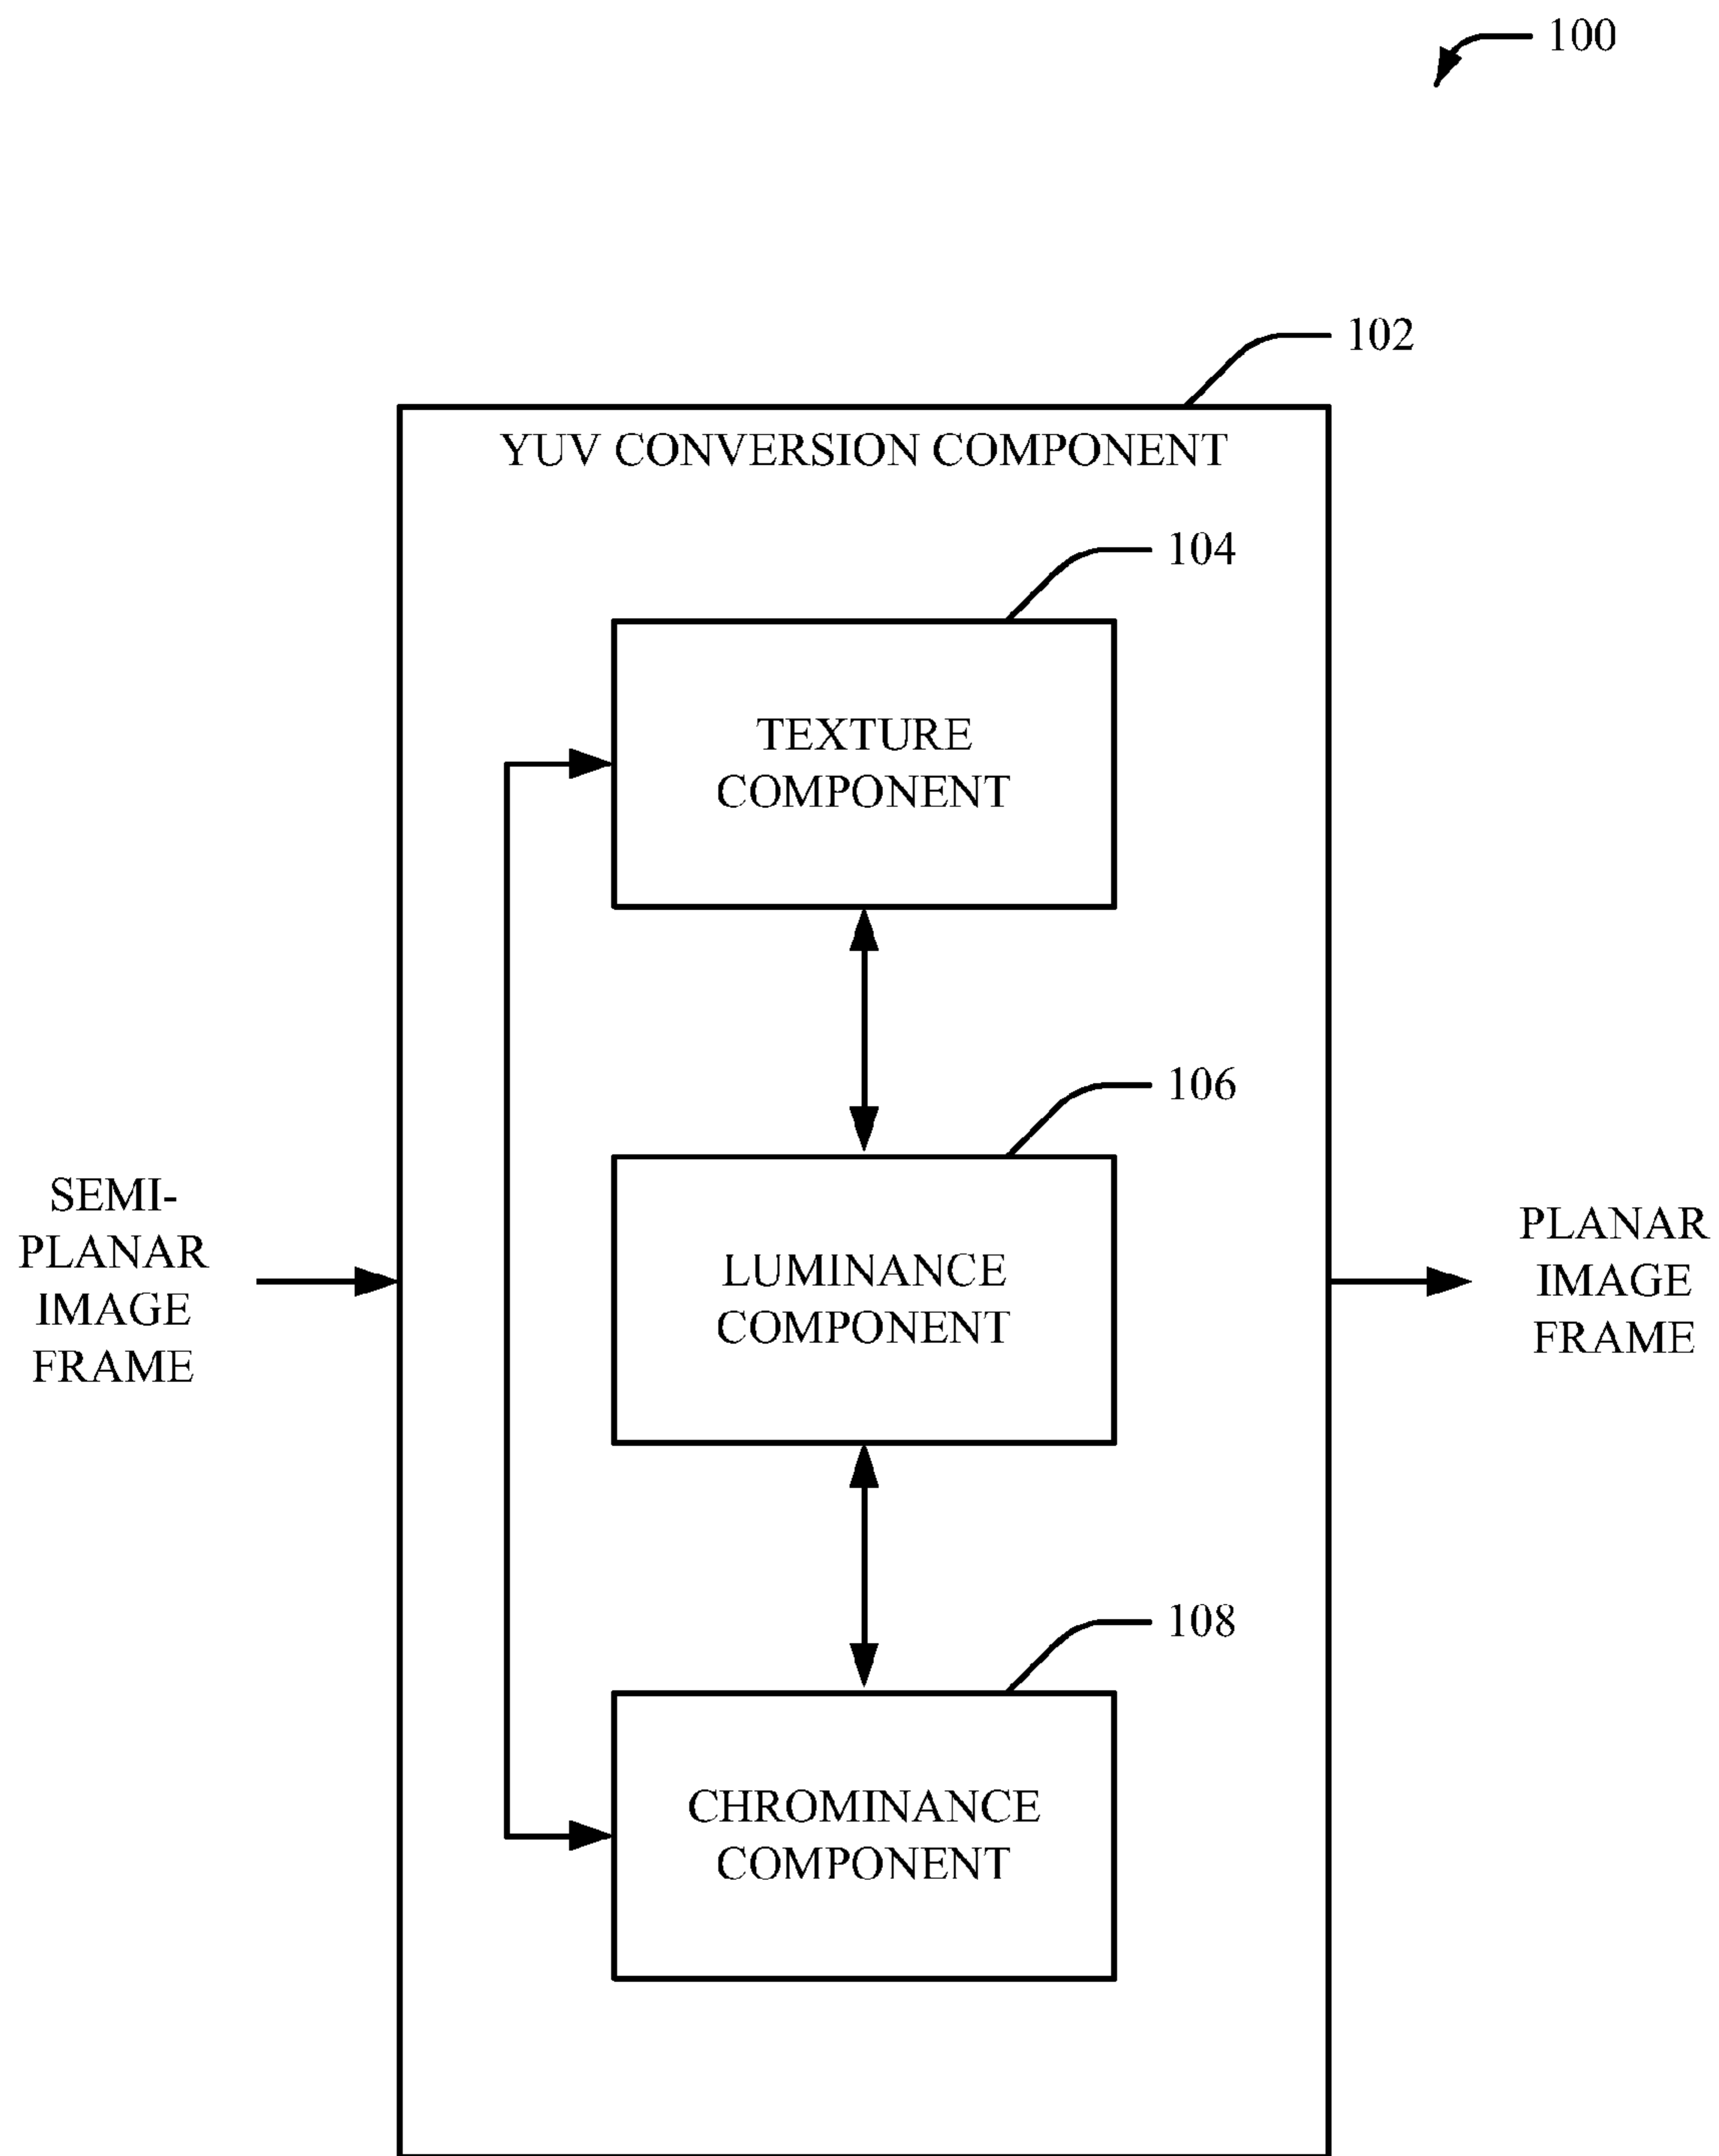 100
102
YUV CONVERSION COMPONENT
104
TEXTURE
COMPONENT
106
SEMI-
PLANAR
IMAGE
FRAME
LUMINANCE
COMPONENT
PLANAR
IMAGE
FRAME
108
CHROMINANCE
COMPONENT